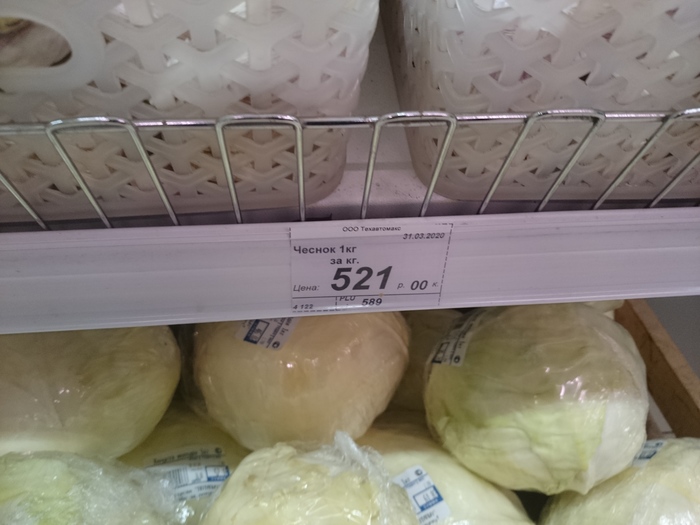 ООО Техавтомакс
31.03.2020
Чеснок 1кг
за кг.
Цена: 521 р. 00 к.
4 122 PLU 589